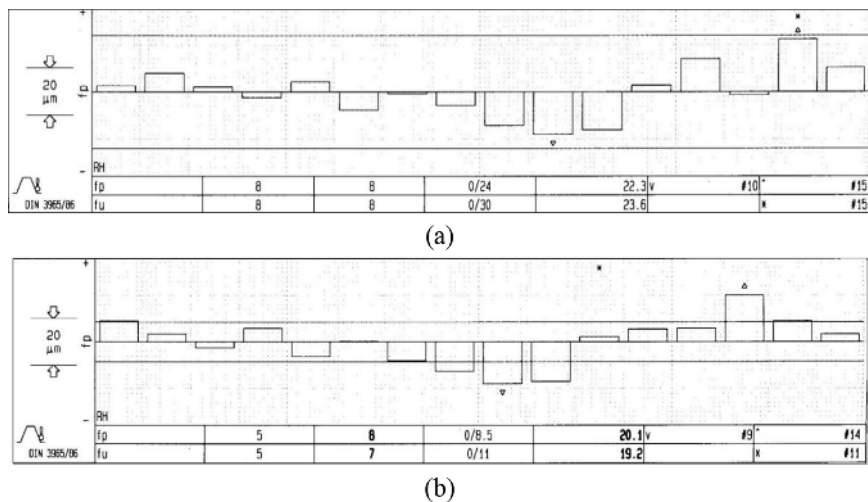 +
20
µm
fp
-
RH
fp 8 8 0/24 22.3 v #10 ^ #15
DIN 3965/86 fu 8 8 0/30 23.6 * #15
(a)
+
20
µm
fp
-
RH
fp 5 8 0/8.5 20.1 v #9 ^ #14
DIN 3965/86 fu 5 7 0/11 19.2 x #11
(b)